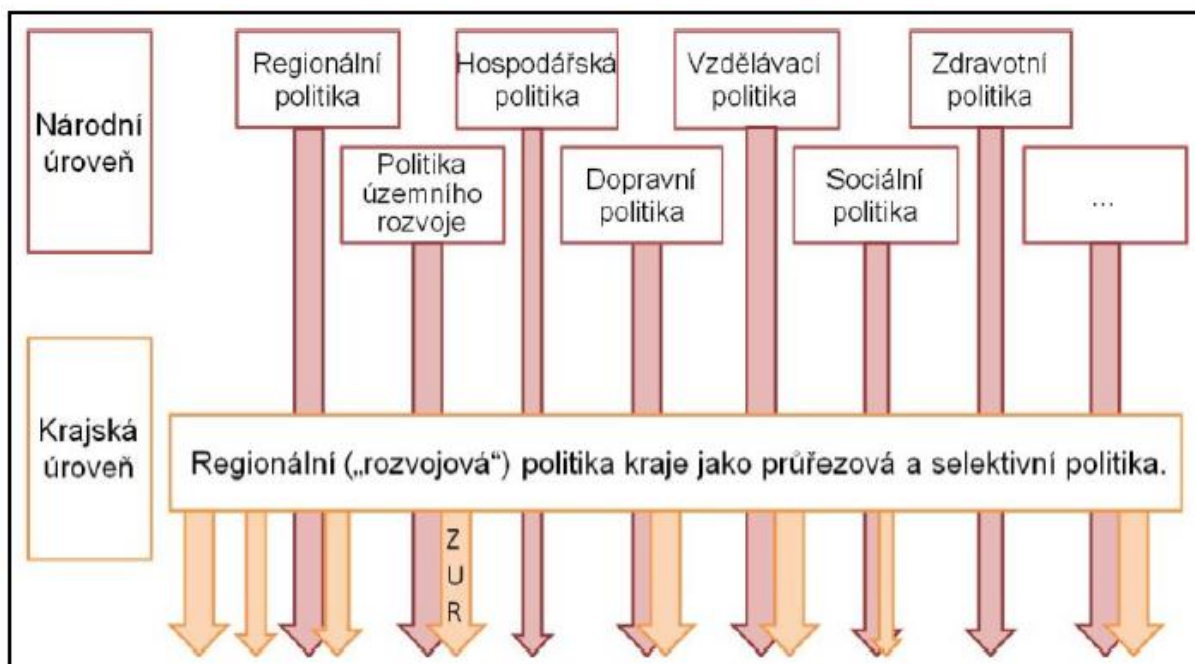 Národní
úroveň
Regionální
politika
Hospodářská
politika
Vzdělávací
politika
Zdravotní
politika
Politika
územního
rozvoje
Dopravní
politika
Sociální
politika
...
Krajská
úroveň
Regionální („rozvojová“) politika kraje jako průřezová a selektivní politika.
Z
U
R